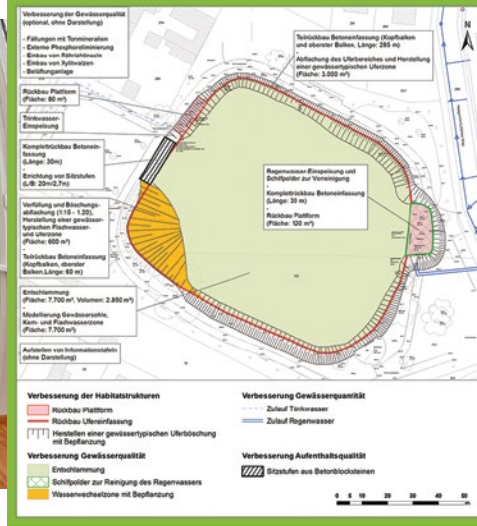 Verbesserung der Gewässerqualität
(optional, ohne Darstellung)
- Fällungen mit Tonmineralien
- Externe Phosphoreliminierung
- Einbau von Röhrichtinseln
- Einbau von Xylitwalzen
- Belüftungsanlage
Rückbau Plattform
(Fläche: 80 m²)
Trinkwasser-
Einspeisung
Komplettrückbau Betonein-
fassung
(Länge: 30m)
-
Errichtung von Sitzstufen
(L/B: 20m/2,7m)
Verfüllung und Böschungs-
abflachung (1:15 - 1:20),
Herstellung einer gewässer-
typischen Flachwasser-
und Uferzone
(Fläche: 600 m²)
-
Teilrückbau Betoneinfassung
(Kopfbalken, oberster
Balken,Länge: 60 m)
Entschlammung
(Fläche: 7.700 m², Volumen: 2.850 m³)
-
Modellierung Gewässersohle,
Kern- und Flachwasserzone
(Fläche: 7.700 m²)
Aufstellen von Informationstafeln
(ohne Darstellung)
Teilrückbau Betoneinfassung (Kopfbalken
und oberster Balken, Länge: 285 m)
-
Abflachung des Uferbereiches und Herstellung
einer gewässertypischen Uferzone
(Fläche: 3.000 m²)
N
Regenwasser-Einspeisung und
Schilfpolder zur Vorreinigung
-
Komplettrückbau Betoneinfassung
(Länge: 30 m)
-
Rückbau Plattform
(Fläche: 120 m²)
Verbesserung der Habitatstrukturen
Rückbau Plattform
Rückbau Ufereinfassung
Herstellen einer gewässertypischen Uferböschung
mit Bepflanzung
Verbesserung Gewässerqualität
Entschlammung
Schilfpolder zur Reinigung des Regenwassers
Wasserwechselzone mit Bepflanzung
Verbesserung Gewässerquantität
Zulauf Trinkwasser
Zulauf Regenwasser
Verbesserung Aufenthaltsqualität
Sitzstufen aus Betonblocksteinen
0 5 10 20 30 40 50